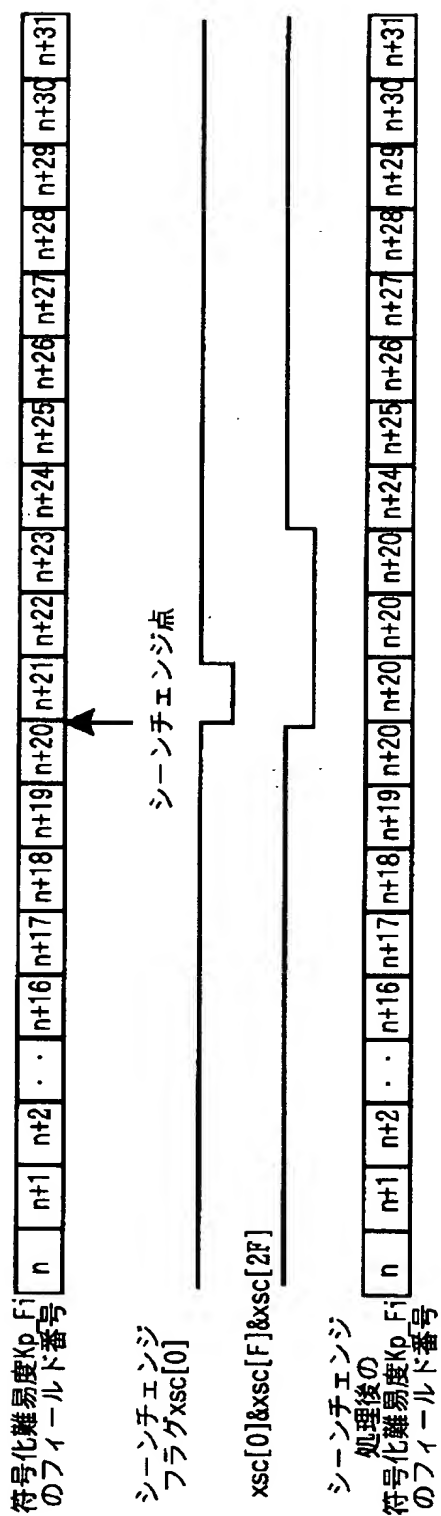 符号化難易度Kp_Fi
のフィールド番号
n n+1 n+2 ・・ n+16 n+17 n+18 n+19 n+20 n+21 n+22 n+23 n+24 n+25 n+26 n+27 n+28 n+29 n+30 n+31
シーンチェンジ点
シーンチェンジ
フラグxsc[0]
xsc[0]&xsc[F]&xsc[2F]
シーンチェンジ
処理後の
符号化難易度Kp_Fi
のフィールド番号
n n+1 n+2 ・・ n+16 n+17 n+18 n+19 n+20 n+20 n+20 n+20 n+24 n+25 n+26 n+27 n+28 n+29 n+30 n+31